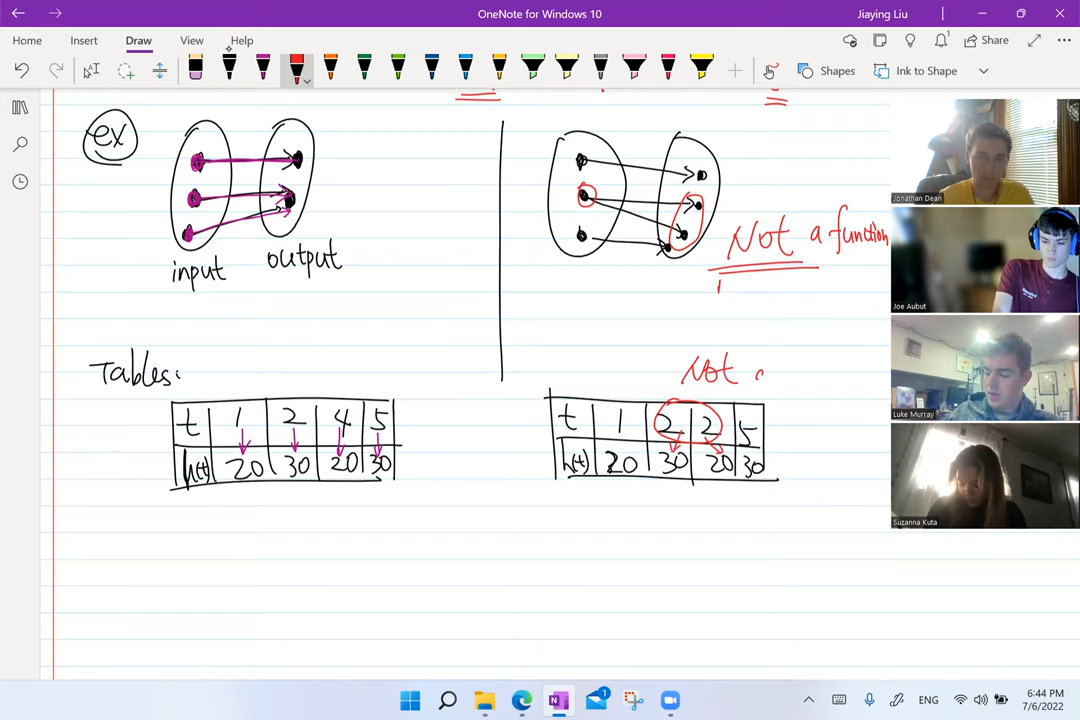 OneNote for Windows 10
Jiaying Liu
Home
Insert
Draw
View
Help
Share
Shapes
Ink to Shape
ex
input
output
Not a function
Jonathan Dean
Joe Aubut
Luke Murray
Suzanna Kuta
Tables:
Not
t 1 2 4 5
h(t) 20 30 20 30
t 1 2 2 5
h(t) 20 30 20 30
1
ENG
6:44 PM
7/6/2022